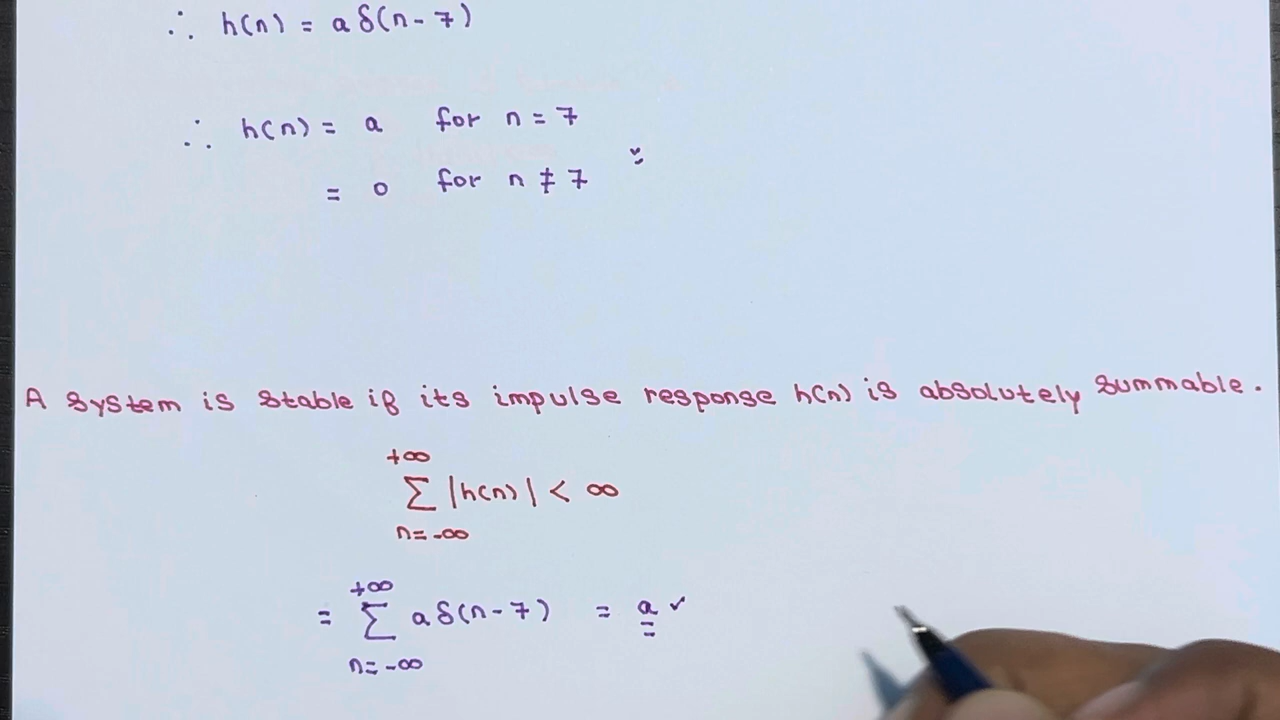 ∴ h(n) = a δ(n - 7)
∴ h(n) = a for n = 7
= 0 for n ≠ 7
A system is stable if its impulse response h(n) is absolutely summable.
+∞
Σ |h(n)| < ∞
n = -∞
+∞
= Σ a δ(n - 7) = a ✓
n = -∞